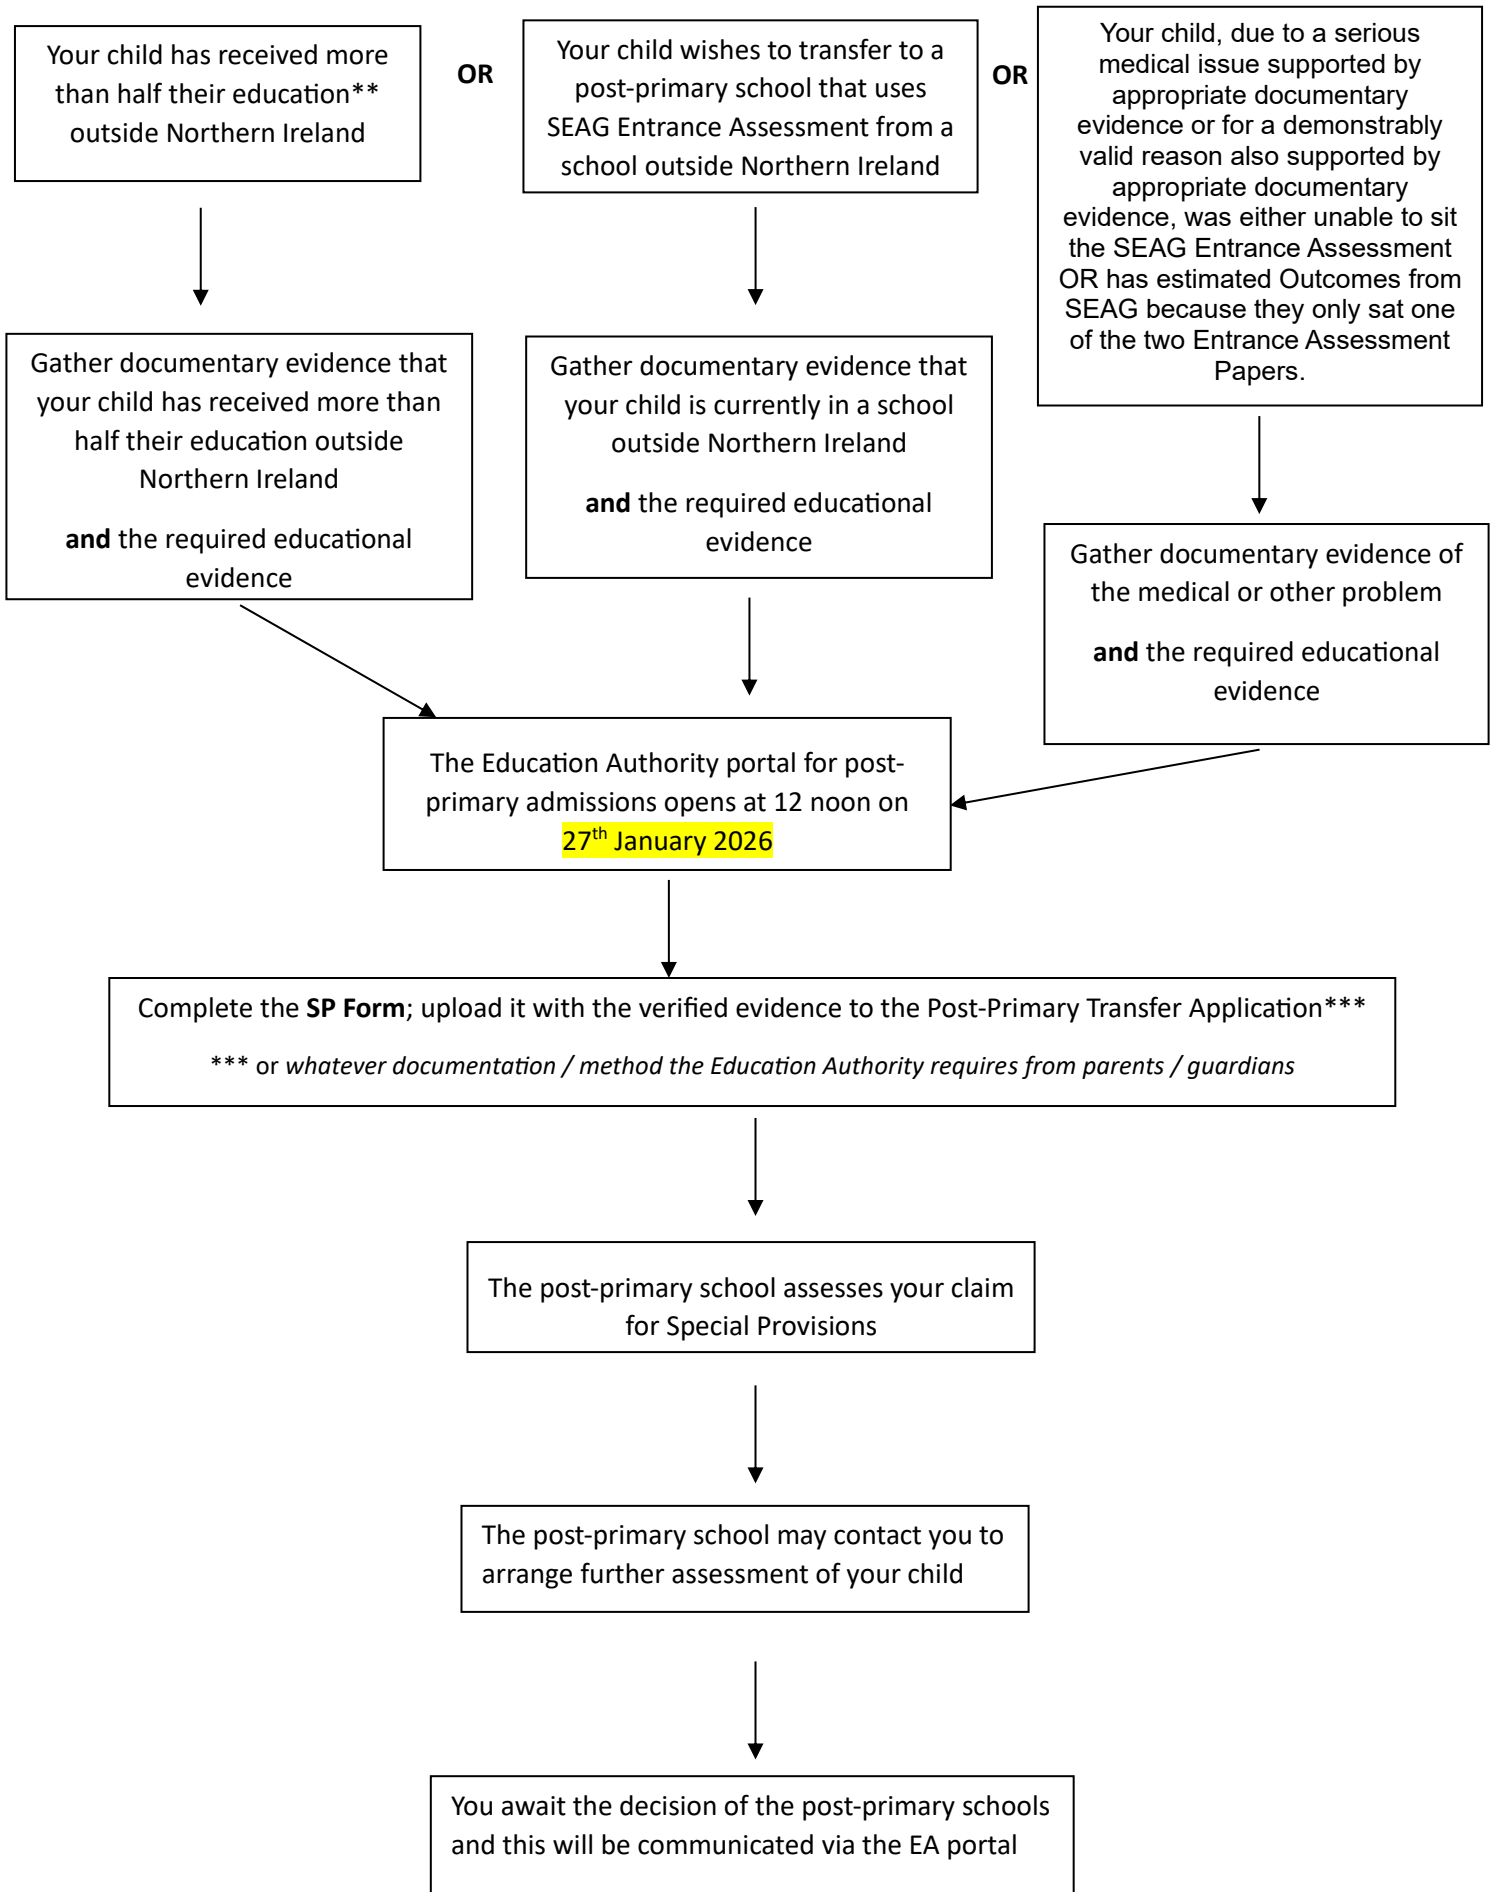 Your child has received more
than half their education**
outside Northern Ireland
OR
Your child wishes to transfer to a
post-primary school that uses
SEAG Entrance Assessment from a
school outside Northern Ireland
OR
Your child, due to a serious
medical issue supported by
appropriate documentary
evidence or for a demonstrably
valid reason also supported by
appropriate documentary
evidence, was either unable to sit
the SEAG Entrance Assessment
OR has estimated Outcomes from
SEAG because they only sat one
of the two Entrance Assessment
Papers.
Gather documentary evidence that
your child has received more than
half their education outside
Northern Ireland
and the required educational
evidence
Gather documentary evidence that
your child is currently in a school
outside Northern Ireland
and the required educational
evidence
Gather documentary evidence of
the medical or other problem
and the required educational
evidence
The Education Authority portal for post-
primary admissions opens at 12 noon on
27th January 2026
Complete the SP Form; upload it with the verified evidence to the Post-Primary Transfer Application***
*** or whatever documentation / method the Education Authority requires from parents / guardians
The post-primary school assesses your claim
for Special Provisions
The post-primary school may contact you to
arrange further assessment of your child
You await the decision of the post-primary schools
and this will be communicated via the EA portal